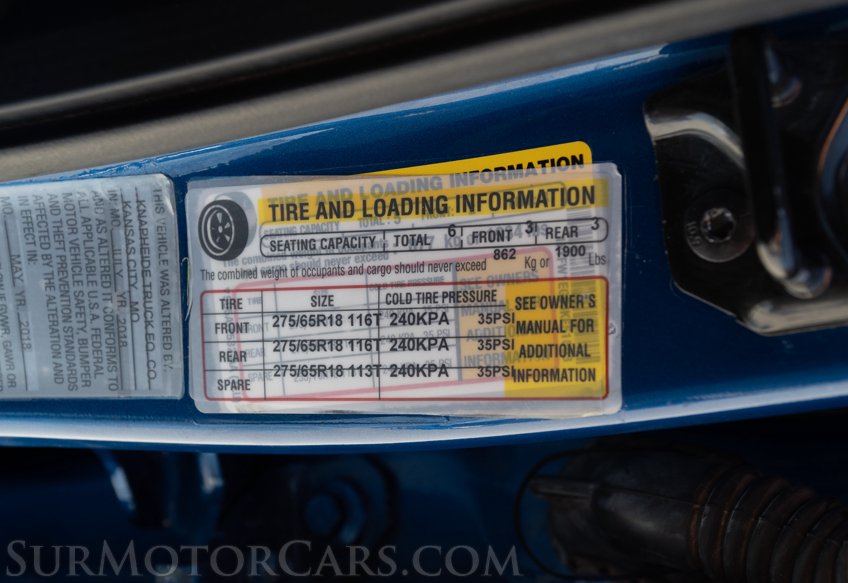 TIRE AND LOADING INFORMATION
TIRE AND LOADING INFORMATION
SEATING CAPACITY TOTAL 6 FRONT 3 REAR 3
The combined weight of occupants and cargo should never exceed 862 Kg or 1900 Lbs
TIRE SIZE COLD TIRE PRESSURE SEE OWNER'S
FRONT 275/65R18 116T 240KPA 35PSI MANUAL FOR
REAR 275/65R18 116T 240KPA 35PSI ADDITIONAL
SPARE 275/65R18 113T 240KPA 35PSI INFORMATION
THIS VEHICLE WAS ALTERED BY
KNAPHEIDE TRUCK EQ CO
KANSAS CITY, MO
IN MO. JULY YR. 2018
AND AS ALTERED IT CONFORMS TO
ALL APPLICABLE U.S.A. FEDERAL
MOTOR VEHICLE SAFETY, BUMPER
AND THEFT PREVENTION STANDARDS
AFFECTED BY THE ALTERATION AND
IN EFFECT IN:
MO. MAY YR. 2018
SURMOTORCARS.COM